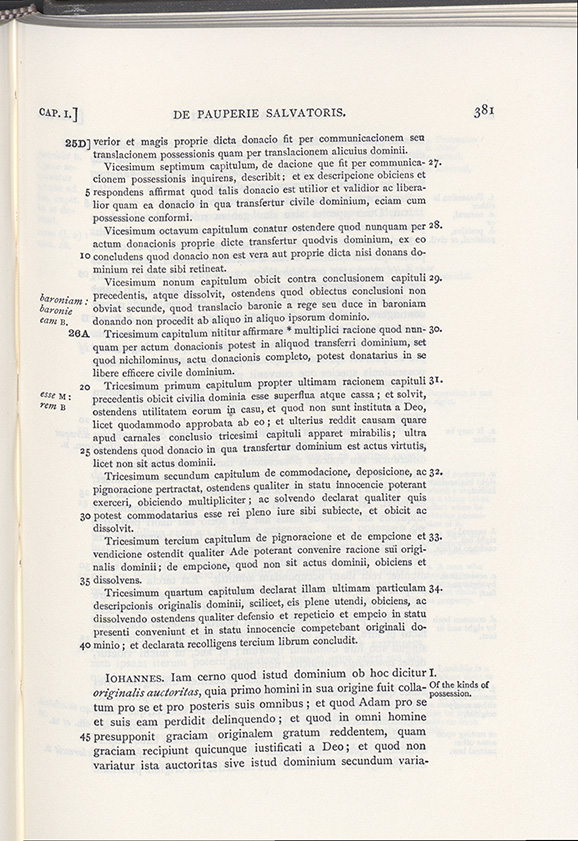 CAP. I.] DE PAUPERIE SALVATORIS. 381
25D] verior et magis proprie dicta donacio fit per communicacionem seu
translacionem possessionis quam per translacionem alicuius dominii.
Vicesimum septimum capitulum, de dacione que fit per communica- 27.
cionem possessionis inquirens, describit; et ex descripcione obiciens et
5 respondens affirmat quod talis donacio est utilior et validior ac libera-
lior quam ea donacio in qua transfertur civile dominium, eciam cum
possessione conformi.
Vicesimum octavum capitulum conatur ostendere quod nunquam per 28.
actum donacionis proprie dicte transfertur quodvis dominium, ex eo
10 concludens quod donacio non est vera aut proprie dicta nisi donans do-
minium rei date sibi retineat.
Vicesimum nonum capitulum obicit contra conclusionem capituli 29.
baroniam : precedentis, atque dissolvit, ostendens quod obiectus conclusioni non
baronie obviat secunde, quod translacio baronie a rege seu duce in baroniam
eam B. donando non procedit ab aliquo in aliquo ipsorum dominio.
26A Tricesimum capitulum nititur affirmare * multiplici racione quod nun- 30.
quam per actum donacionis potest in aliquod transferri dominium, set
quod nichilominus, actu donacionis completo, potest donatarius in se
libere efficere civile dominium.
20 Tricesimum primum capitulum propter ultimam racionem capituli 31.
esse M : precedentis obicit civilia dominia esse superflua atque cassa; et solvit,
rem B ostendens utilitatem eorum in casu, et quod non sunt instituta a Deo,
licet quodammodo approbata ab eo; et ulterius reddit causam quare
apud carnales conclusio tricesimi capituli apparet mirabilis; ultra
25 ostendens quod donacio in qua transfertur dominium est actus virtutis,
licet non sit actus dominii.
Tricesimum secundum capitulum de commodacione, deposicione, ac 32.
pignoracione pertractat, ostendens qualiter in statu innocencie poterant
exerceri, obiciendo multipliciter; ac solvendo declarat qualiter quis
30 potest commodatarius esse rei pleno iure sibi subiecte, et obicit ac
dissolvit.
Tricesimum tercium capitulum de pignoracione et de empcione et 33.
vendicione ostendit qualiter Ade poterant convenire racione sui origi-
nalis dominii; de empcione, quod non sit actus dominii, obiciens et
35 dissolvens.
Tricesimum quartum capitulum declarat illam ultimam particulam 34.
descripcionis originalis dominii, scilicet, eis plene utendi, obiciens, ac
dissolvendo ostendens qualiter defensio et repeticio et empcio in statu
presenti conveniunt et in statu innocencie competebant originali do-
40 minio; et declarata recolligens tercium librum concludit.
IOHANNES. Iam cerno quod istud dominium ob hoc dicitur I.
originalis auctoritas, quia primo homini in sua origine fuit colla- Of the kinds of
tum pro se et pro posteris suis omnibus; et quod Adam pro se possession.
et suis eam perdidit delinquendo; et quod in omni homine
45 presupponit graciam originalem gratum reddentem, quam
graciam recipiunt quicunque iustificati a Deo; et quod non
variatur ista auctoritas sive istud dominium secundum varia-